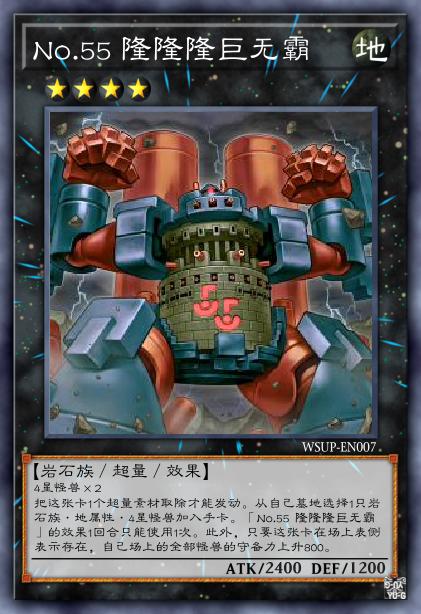 No.55 隆隆隆巨无霸
地
55
WSUP-EN007
【岩石族／超量／效果】
4星怪兽×2
把这张卡1个超量素材取除才能发动。从自己墓地选择1只岩
石族·地属性·4星怪兽加入手卡。「No.55 隆隆隆巨无霸
」的效果1回合只能使用1次。此外，只要这张卡在场上表侧
表示存在，自己场上的全部怪兽的守备力上升800。
ATK/2400 DEF/1200